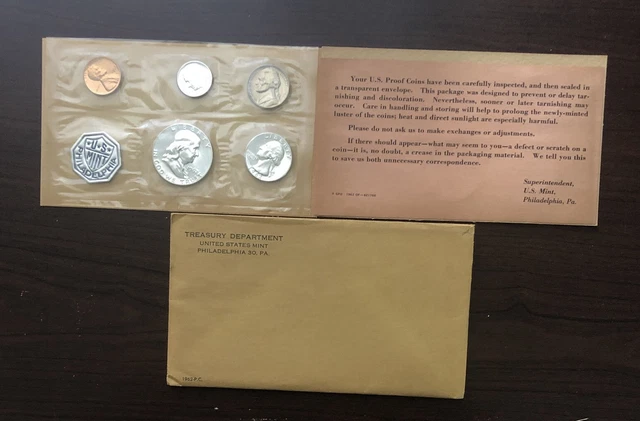 Your U.S. Proof Coins have been carefully inspected, and then sealed in
a transparent envelope. This package was designed to prevent or delay tar-
nishing and discoloration. Nevertheless, sooner or later tarnishing may
occur. Care in handling and storing will help to prolong the newly-minted
luster of the coins; heat and direct sunlight are especially harmful.
Please do not ask us to make exchanges or adjustments.
If there should appear—what may seem to you—a defect or scratch on a
coin—it is, no doubt, a crease in the packaging material. We tell you this
to save us both unnecessary correspondence.
Superintendent,
U.S. Mint,
Philadelphia, Pa.
U·S
PHILADELPHIA
TREASURY DEPARTMENT
UNITED STATES MINT
PHILADELPHIA 30, PA.
1962 P.C.